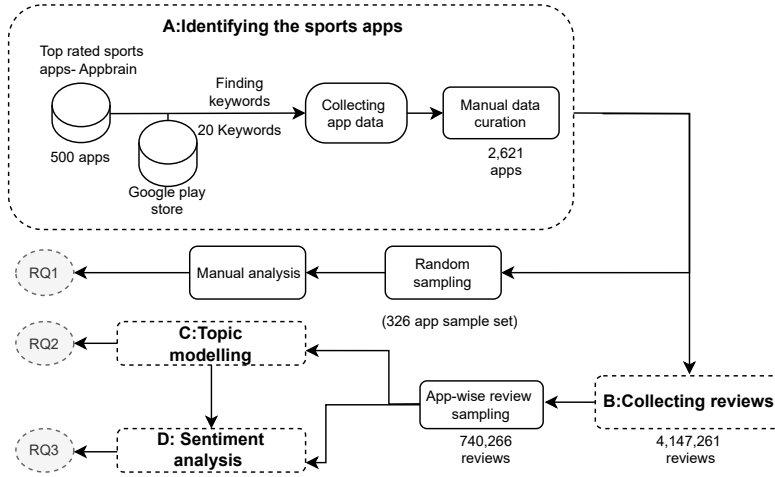 A:Identifying the sports apps
Top rated sports
apps- Appbrain
500 apps
Finding
keywords
20 Keywords
Google play
store
Collecting
app data
Manual data
curation
2,621
apps
RQ1
Manual analysis
Random
sampling
(326 app sample set)
RQ2
C:Topic
modelling
App-wise review
sampling
740,266
reviews
B:Collecting reviews
4,147,261
reviews
RQ3
D: Sentiment
analysis